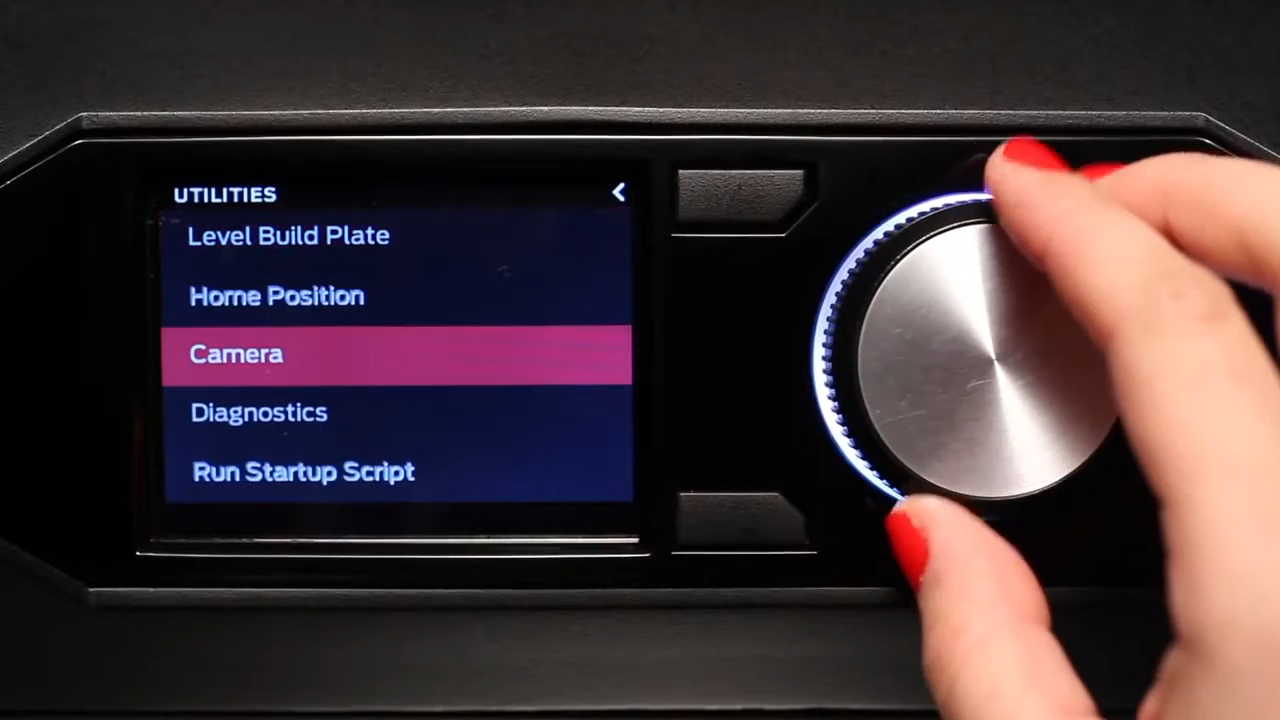 UTILITIES
Level Build Plate
Home Position
Camera
Diagnostics
Run Startup Script